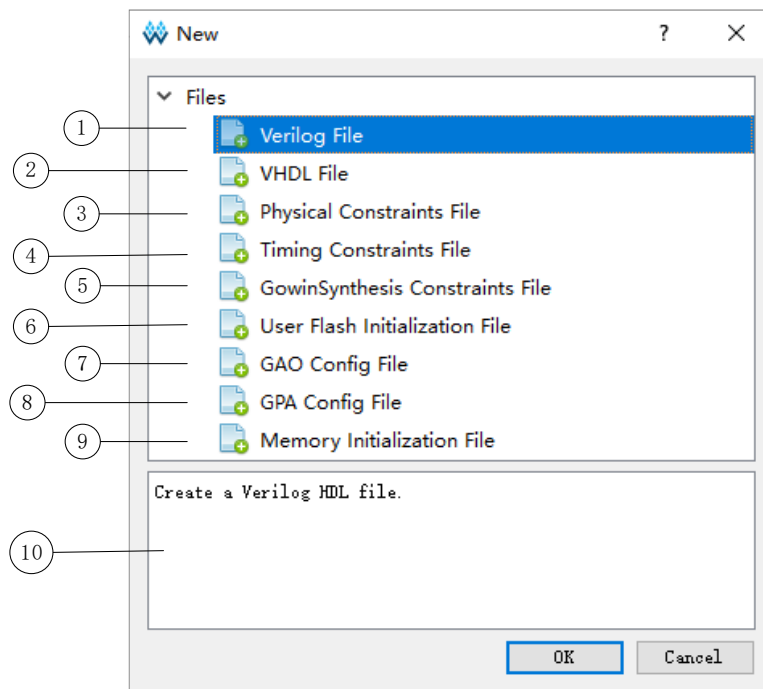 New
Files
① Verilog File
② VHDL File
③ Physical Constraints File
④ Timing Constraints File
⑤ GowinSynthesis Constraints File
⑥ User Flash Initialization File
⑦ GAO Config File
⑧ GPA Config File
⑨ Memory Initialization File
Create a Verilog HDL file.
⑩
OK Cancel